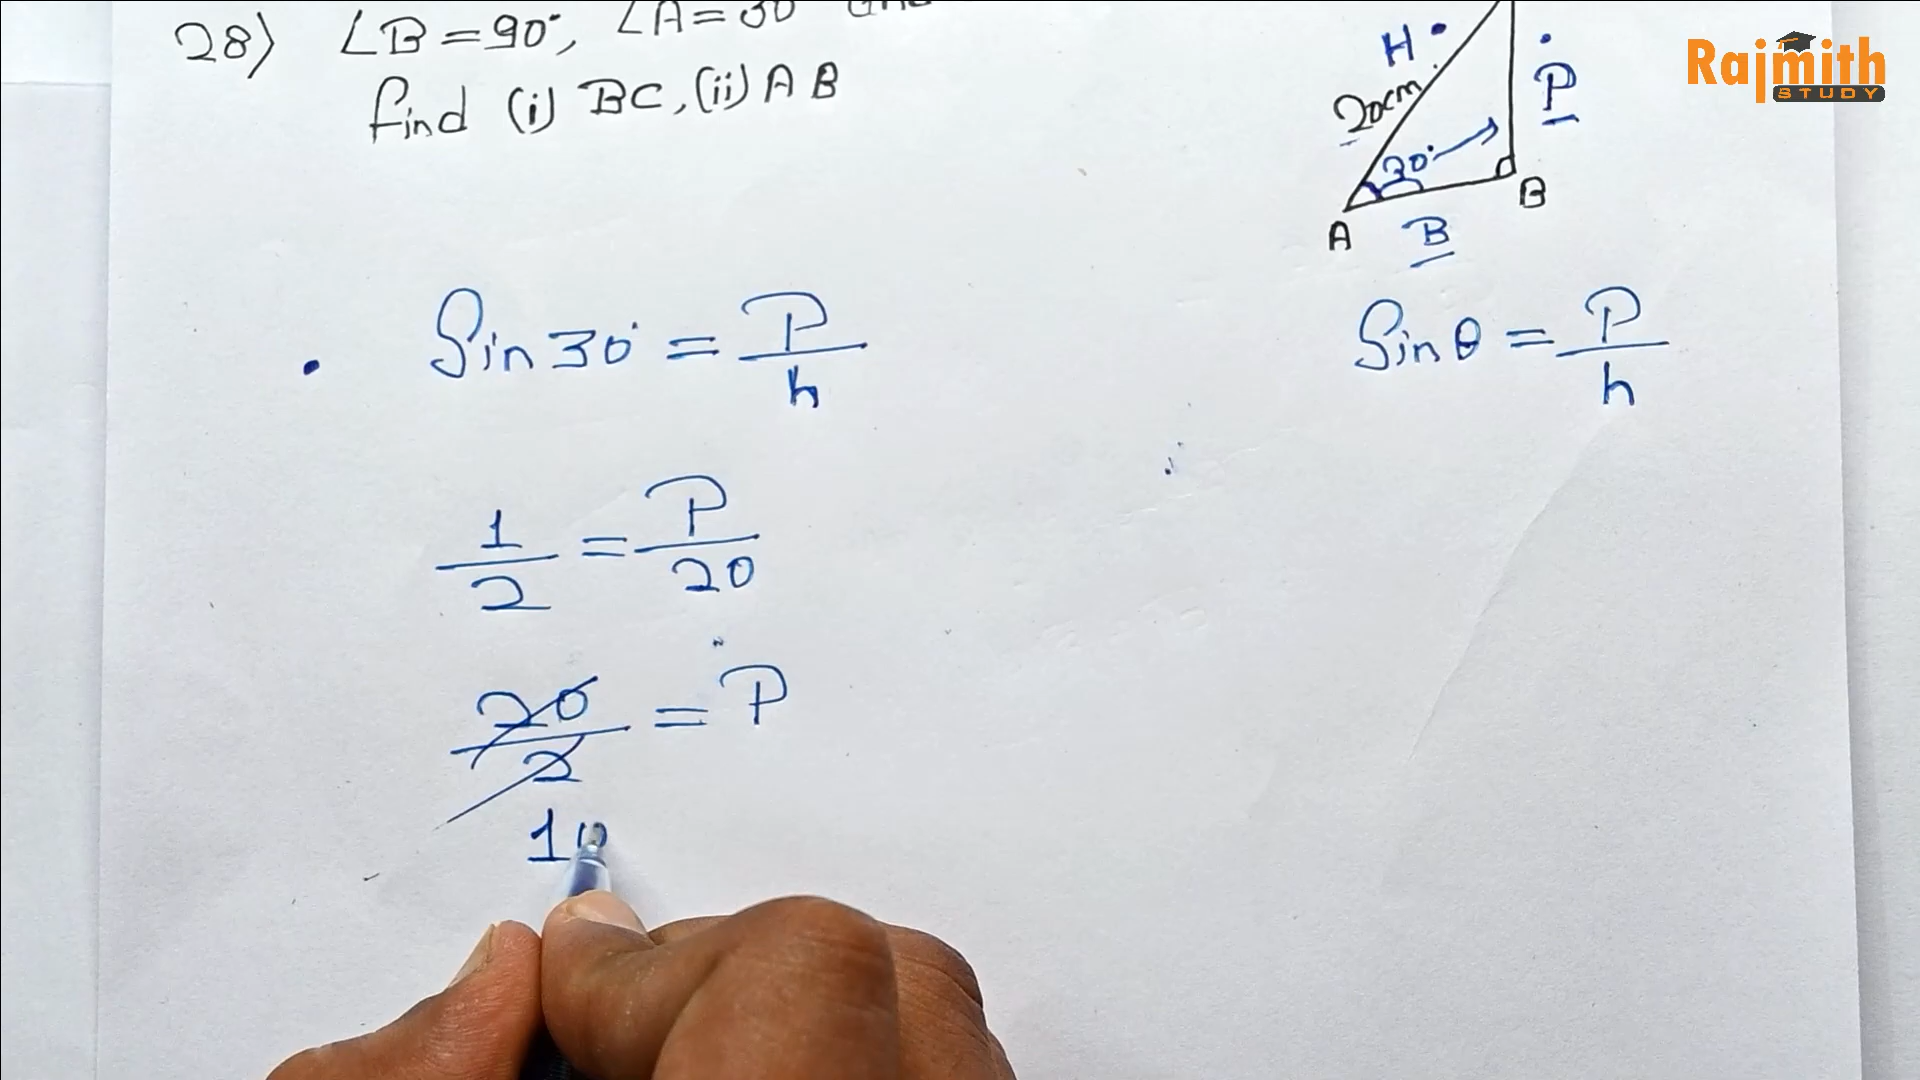 28) ∠B=90°, ∠A=30°
find (i) BC, (ii) AB
H
20cm
P
30°
A
B
B
Rajmith
STUDY
Sin 30° = P/h
Sin θ = P/h
1/2 = P/20
20/2 = P
10